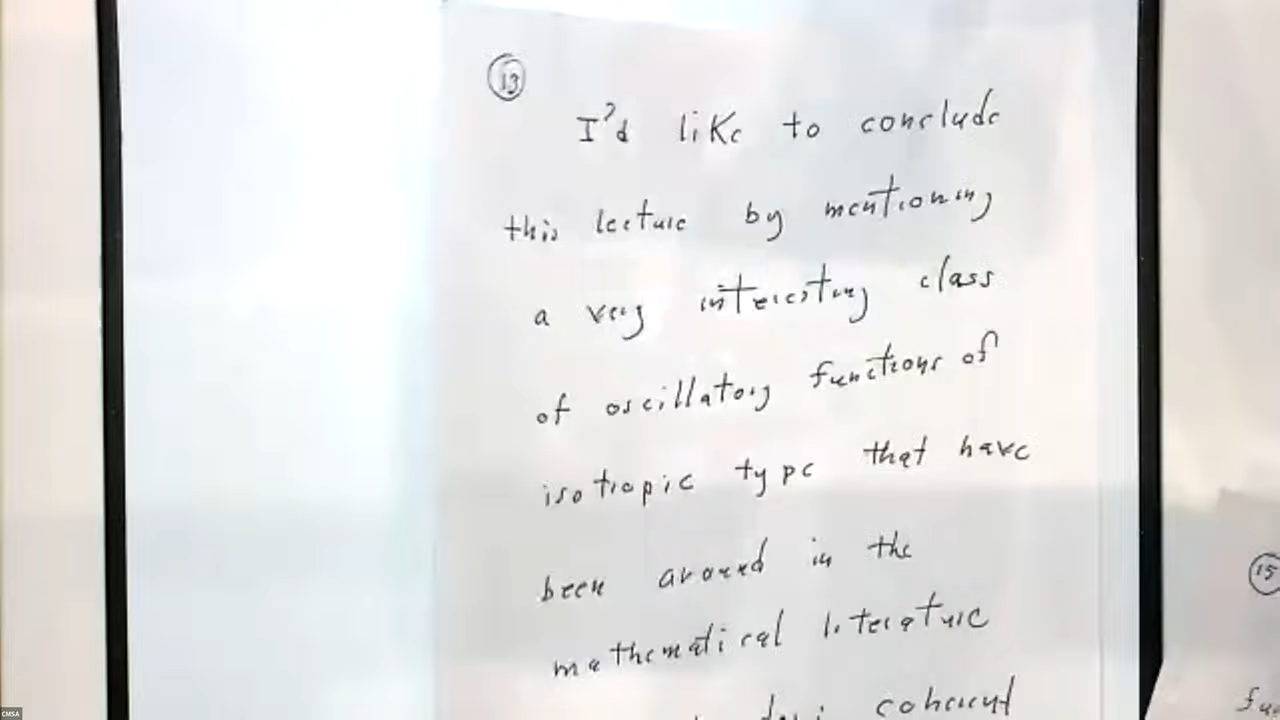 13
I'd like to conclude
this lecture by mentioning
a very interesting class
of oscillatory functions of
isotropic type that have
been around in the
mathematical literature
coherent
15
CMSA